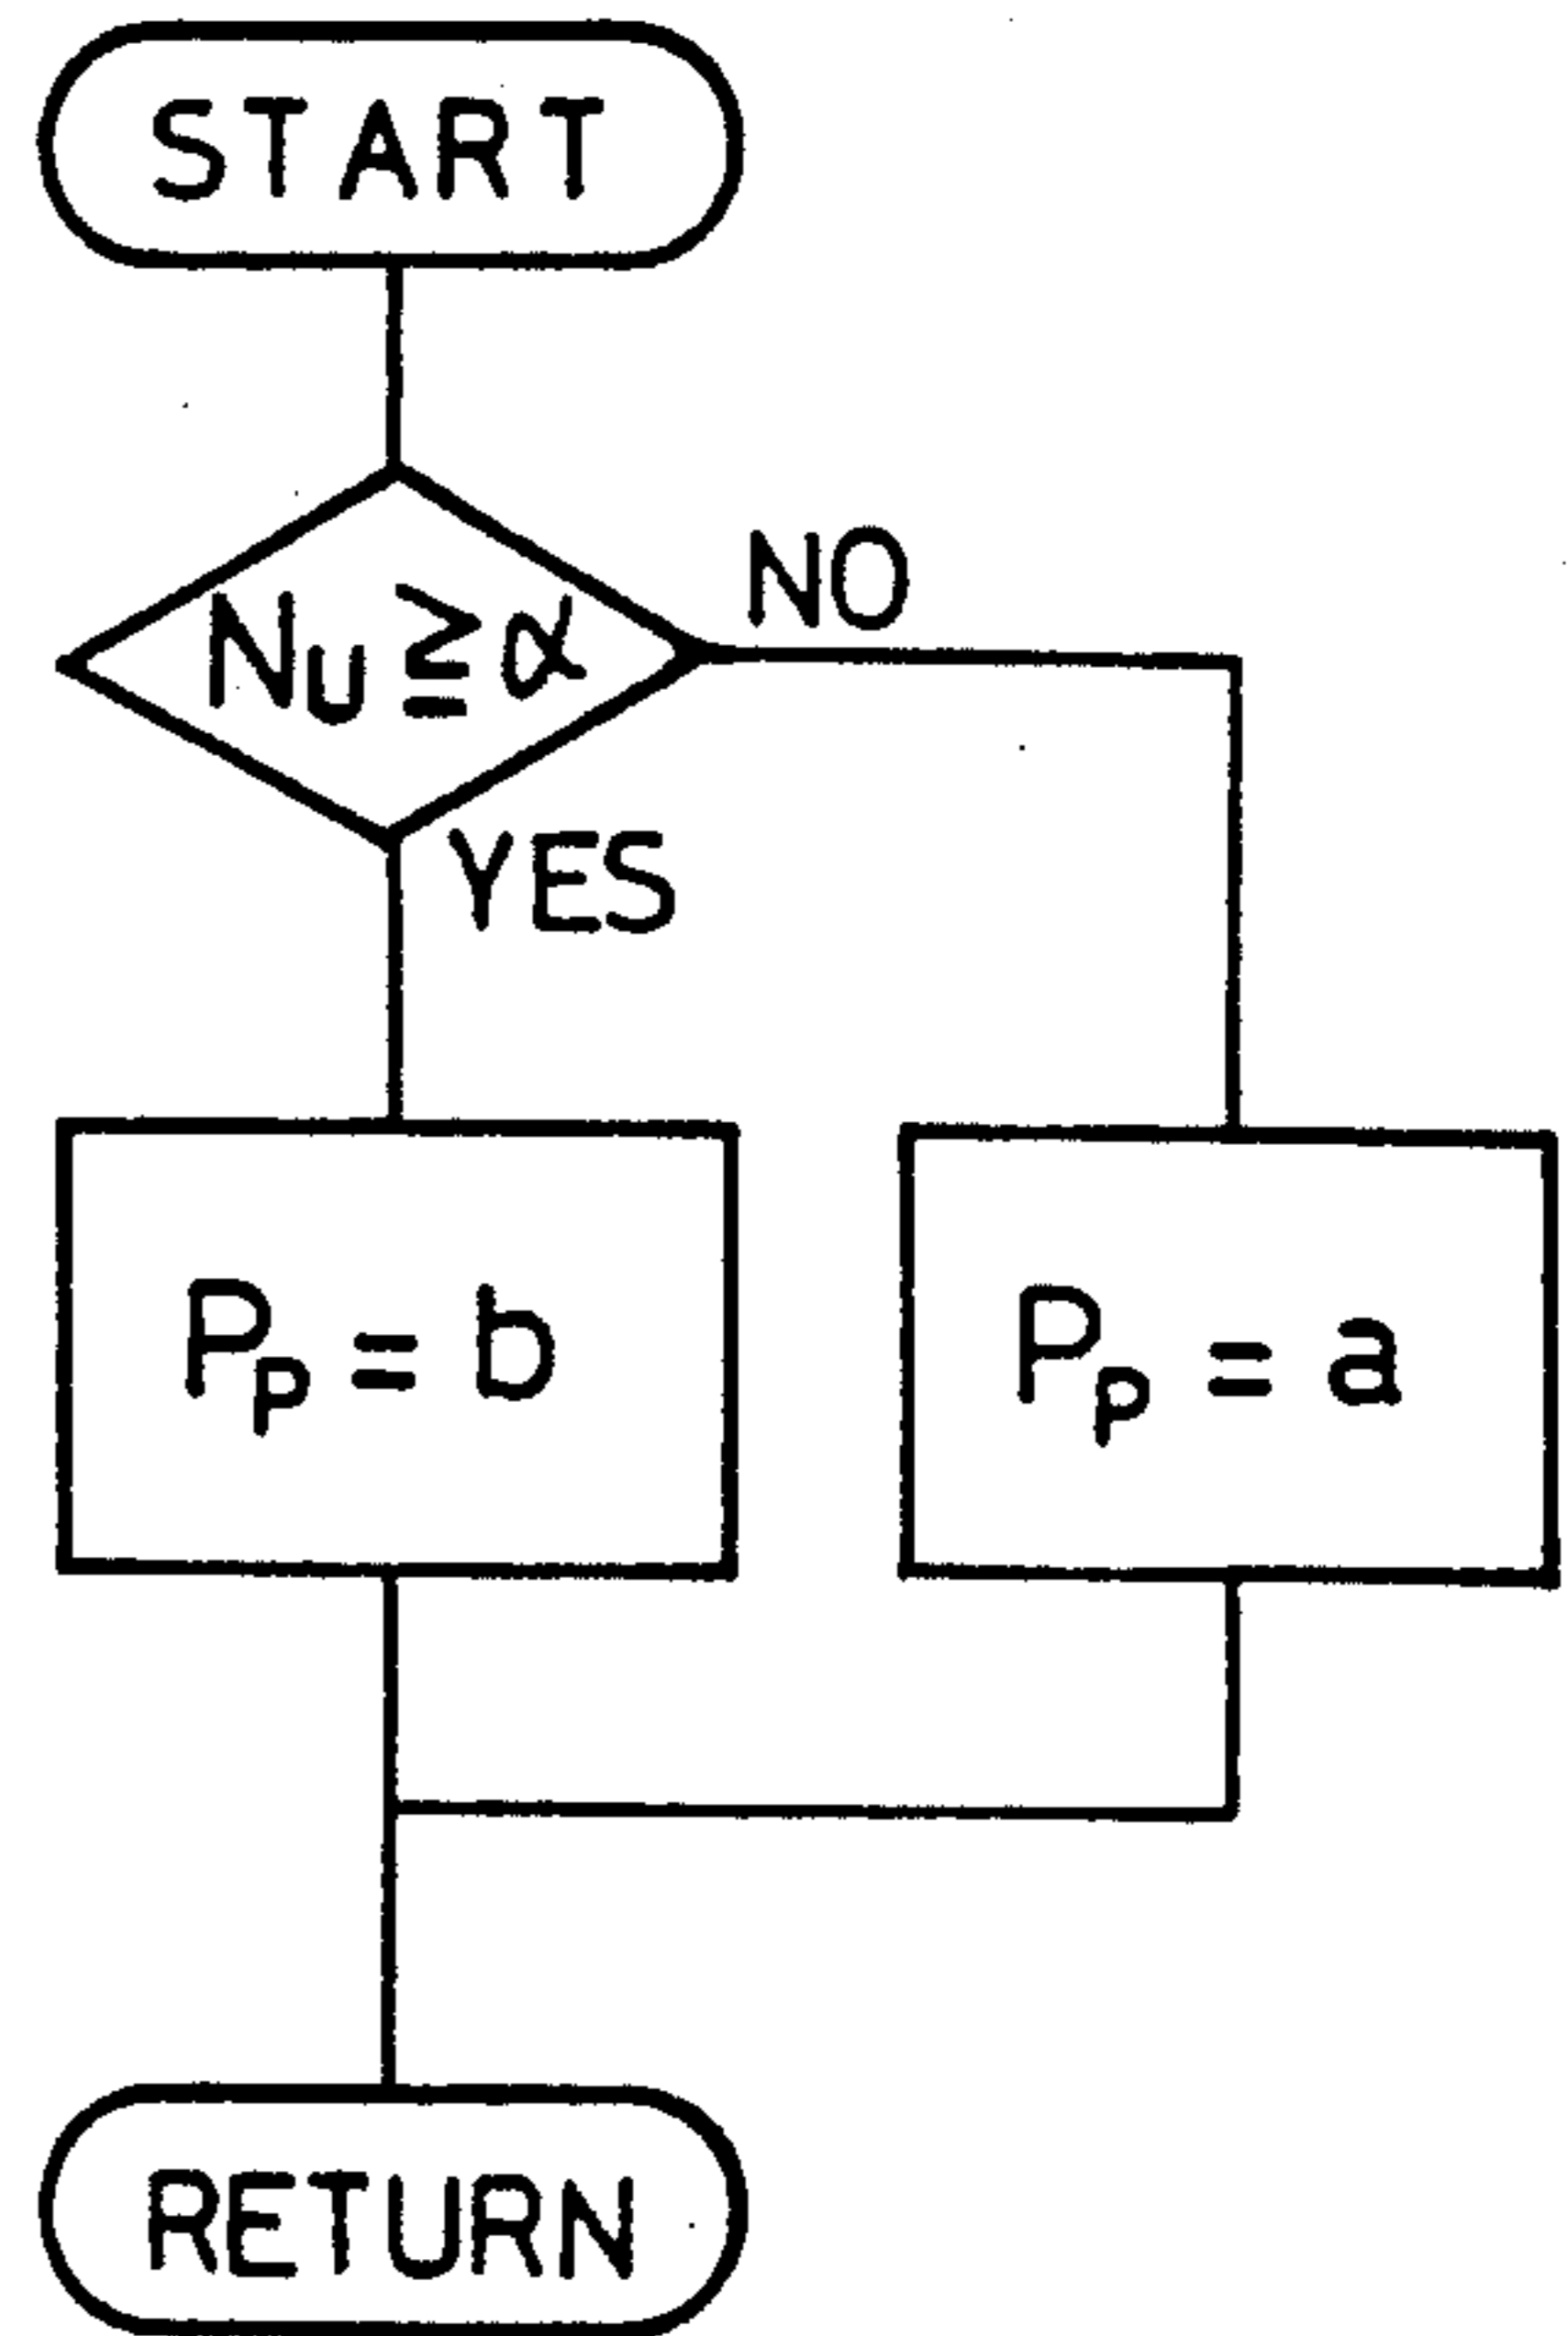 START
Nu≧α
NO
YES
Pp = b
Pp = a
RETURN